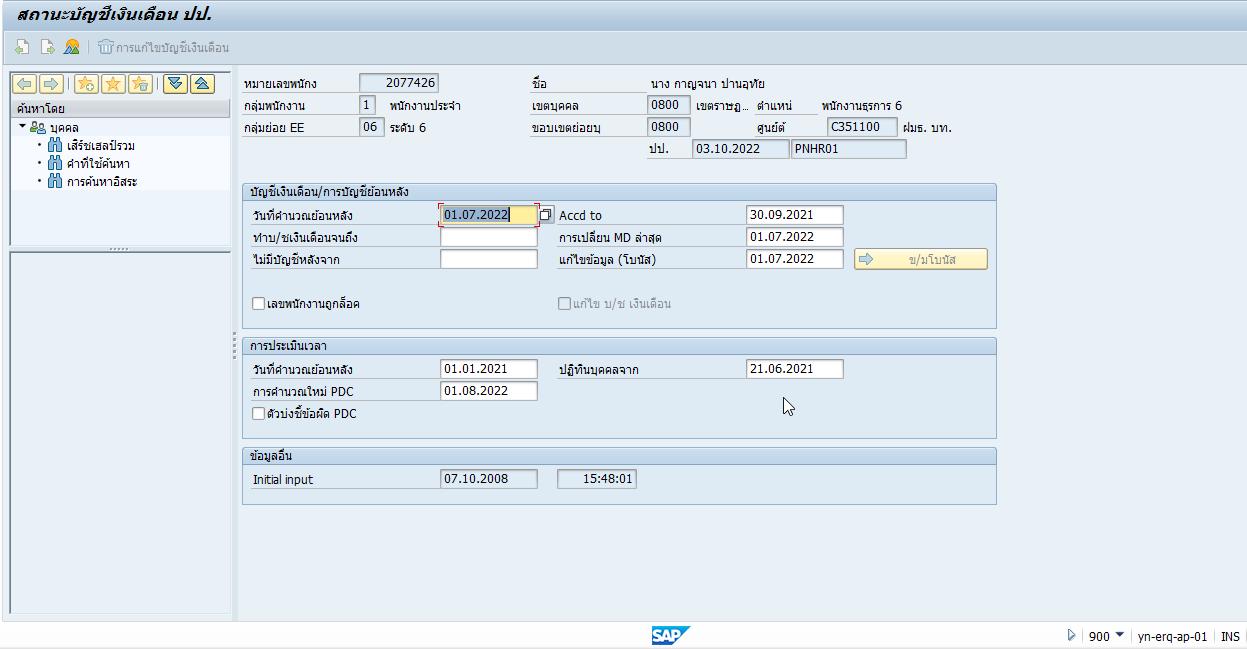 สถานะบัญชีเงินเดือน ปป.
การแก้ไขบัญชีเงินเดือน
ค้นหาโดย
บุคคล
เสิร์ชเฮลป์รวม
คำที่ใช้ค้นหา
การค้นหาอิสระ
หมายเลขพนักง 2077426 ชื่อ นาง กาญจนา ปานอุทัย
กลุ่มพนักงาน 1 พนักงานประจำ เขตบุคคล 0800 เขตราษฏ... ตำแหน่ พนักงานธุรการ 6
กลุ่มย่อย EE 06 ระดับ 6 ขอบเขตย่อยบุ 0800 ศูนย์ต้ C351100 ฝมธ. บท.
ปป. 03.10.2022 PNHR01
บัญชีเงินเดือน/การบัญชีย้อนหลัง
วันที่คำนวณย้อนหลัง 01.07.2022 Accd to 30.09.2021
ทำบ/ชเงินเดือนจนถึง การเปลี่ยน MD ล่าสุด 01.07.2022
ไม่มีบัญชีหลังจาก แก้ไขข้อมูล (โบนัส) 01.07.2022 ข/มโบนัส
เลขพนักงานถูกล็อค แก้ไข บ/ช เงินเดือน
การประเมินเวลา
วันที่คำนวณย้อนหลัง 01.01.2021 ปฏิทินบุคคลจาก 21.06.2021
การคำนวณใหม่ PDC 01.08.2022
ตัวบ่งชี้ข้อผิด PDC
ข้อมูลอื่น
Initial input 07.10.2008 15:48:01
SAP 900 yn-erq-ap-01 INS